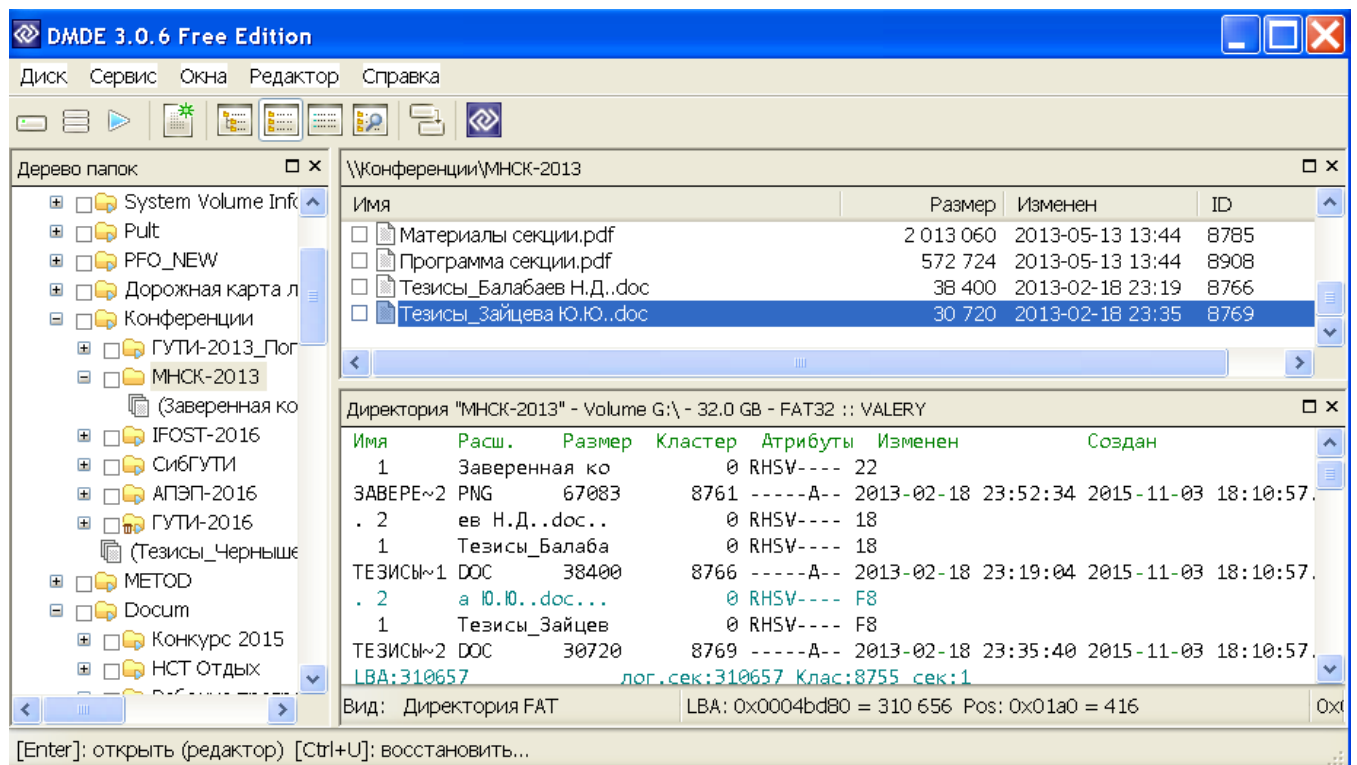 DMDE 3.0.6 Free Edition
Диск Сервис Окна Редактор Справка
Дерево папок
System Volume Info
Pult
PFO_NEW
Дорожная карта л
Конференции
ГУТИ-2013_Пог
МНСК-2013
(Заверенная ко
IFOST-2016
СибГУТИ
АПЭП-2016
ГУТИ-2016
(Тезисы_Черныше
METOD
Docum
Конкурс 2015
НСТ Отдых
\\Конференции\МНСК-2013
Имя Размер Изменен ID
Материалы секции.pdf 2 013 060 2013-05-13 13:44 8785
Программа секции.pdf 572 724 2013-05-13 13:44 8908
Тезисы_Балабаев Н.Д..doc 38 400 2013-02-18 23:19 8766
Тезисы_Зайцева Ю.Ю..doc 30 720 2013-02-18 23:35 8769
Директория "МНСК-2013" - Volume G:\ - 32.0 GB - FAT32 :: VALERY
Имя Расш. Размер Кластер Атрибуты Изменен Создан
1 Заверенная ко 0 RHSV---- 22
ЗАВЕРЕ~2 PNG 67083 8761 -----A-- 2013-02-18 23:52:34 2015-11-03 18:10:57.
. 2 ев Н.Д..doc.. 0 RHSV---- 18
1 Тезисы_Балаба 0 RHSV---- 18
ТЕЗИСЫ~1 DOC 38400 8766 -----A-- 2013-02-18 23:19:04 2015-11-03 18:10:57.
. 2 а Ю.Ю..doc... 0 RHSV---- F8
1 Тезисы_Зайцев 0 RHSV---- F8
ТЕЗИСЫ~2 DOC 30720 8769 -----A-- 2013-02-18 23:35:40 2015-11-03 18:10:57.
LBA:310657 лог.сек:310657 Клас:8755 сек:1
Вид: Директория FAT LBA: 0x0004bd80 = 310 656 Pos: 0x01a0 = 416 0x(
[Enter]: открыть (редактор) [Ctrl+U]: восстановить...